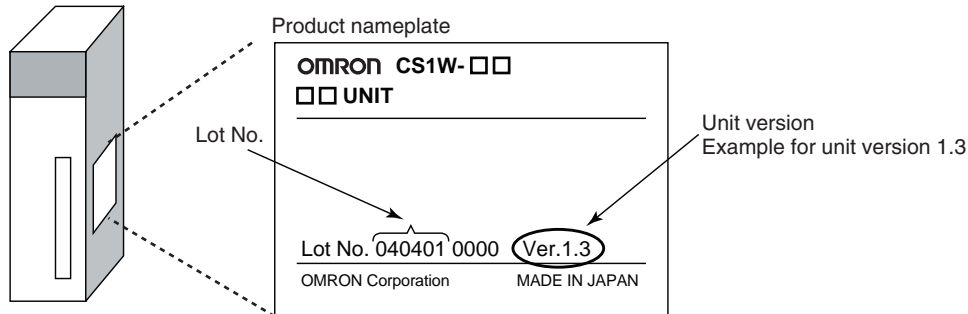 Product nameplate
OMRON CS1W-□□
□□ UNIT
Lot No.
Unit version
Example for unit version 1.3
Lot No. 040401 0000 Ver.1.3
OMRON Corporation MADE IN JAPAN